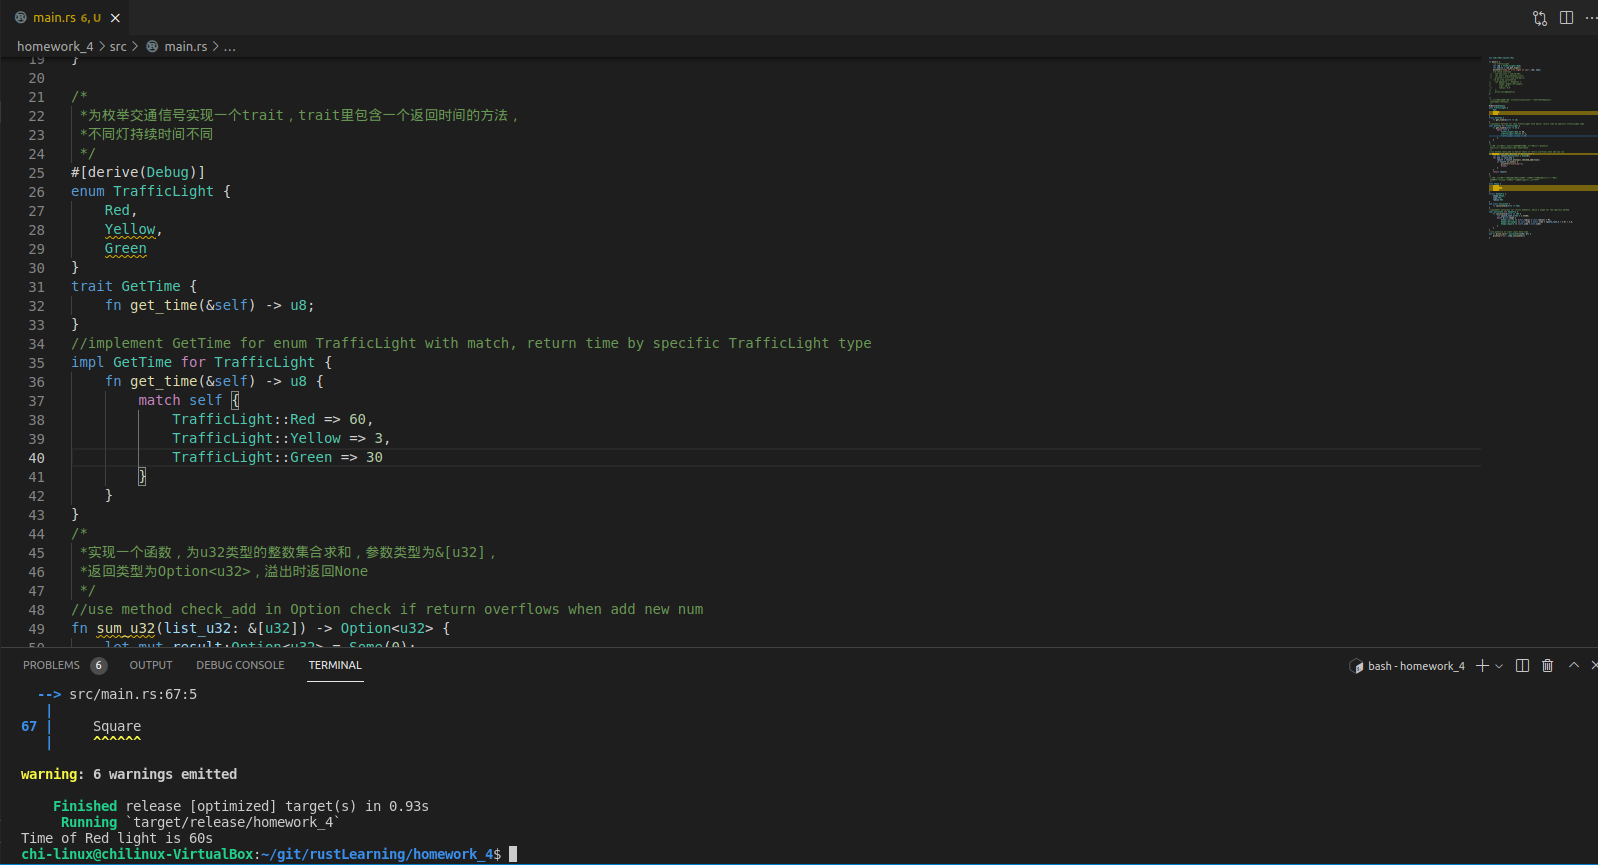 main.rs 6, U
homework_4 > src > main.rs > ...
19 }
20
21 /*
22 *为枚举交通信号实现一个trait，trait里包含一个返回时间的方法，
23 *不同灯持续时间不同
24 */
25 #[derive(Debug)]
26 enum TrafficLight {
27 Red,
28 Yellow,
29 Green
30 }
31 trait GetTime {
32 fn get_time(&self) -> u8;
33 }
34 //implement GetTime for enum TrafficLight with match, return time by specific TrafficLight type
35 impl GetTime for TrafficLight {
36 fn get_time(&self) -> u8 {
37 match self {
38 TrafficLight::Red => 60,
39 TrafficLight::Yellow => 3,
40 TrafficLight::Green => 30
41 }
42 }
43 }
44 /*
45 *实现一个函数，为u32类型的整数集合求和，参数类型为&[u32]，
46 *返回类型为Option<u32>，溢出时返回None
47 */
48 //use method check_add in Option check if return overflows when add new num
49 fn sum_u32(list_u32: &[u32]) -> Option<u32> {
50 let mut result:Option<u32> = Some(0);
PROBLEMS 6 OUTPUT DEBUG CONSOLE TERMINAL bash - homework_4
--> src/main.rs:67:5
|
67 | Square
| ^^^^^^
warning: 6 warnings emitted
Finished release [optimized] target(s) in 0.93s
Running `target/release/homework_4`
Time of Red light is 60s
chi-linux@chilinux-VirtualBox:~/git/rustLearning/homework_4$